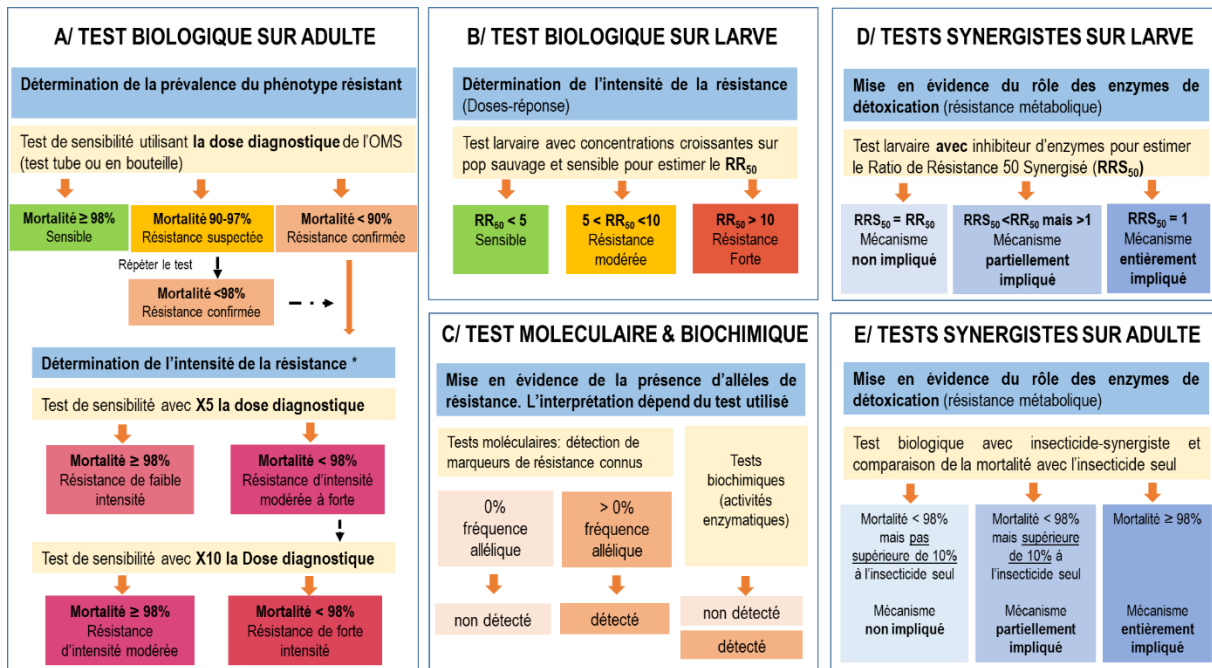 A/ TEST BIOLOGIQUE SUR ADULTE
Détermination de la prévalence du phénotype résistant
Test de sensibilité utilisant la dose diagnostique de l'OMS
(test tube ou en bouteille)
Mortalité ≥ 98%
Sensible
Mortalité 90-97%
Résistance suspectée
Mortalité < 90%
Résistance confirmée
Répéter le test
Mortalité <98%
Résistance confirmée
Détermination de l'intensité de la résistance *
Test de sensibilité avec X5 la dose diagnostique
Mortalité ≥ 98%
Résistance de faible
intensité
Mortalité < 98%
Résistance d'intensité
modérée à forte
Test de sensibilité avec X10 la Dose diagnostique
Mortalité ≥ 98%
Résistance
d'intensité modérée
Mortalité < 98%
Résistance de forte
intensité
B/ TEST BIOLOGIQUE SUR LARVE
Détermination de l'intensité de la résistance
(Doses-réponse)
Test larvaire avec concentrations croissantes sur
pop sauvage et sensible pour estimer le RR50
RR50 < 5
Sensible
5 < RR50 <10
Résistance
modérée
RR50 > 10
Résistance
Forte
C/ TEST MOLECULAIRE & BIOCHIMIQUE
Mise en évidence de la présence d'allèles de
résistance. L'interprétation dépend du test utilisé
Tests moléculaires: détection de
marqueurs de résistance connus
0%
fréquence
allélique
> 0%
fréquence
allélique
Tests
biochimiques
(activités
enzymatiques)
non détecté
détecté
non détecté
détecté
D/ TESTS SYNERGISTES SUR LARVE
Mise en évidence du rôle des enzymes de
détoxication (résistance métabolique)
Test larvaire avec inhibiteur d'enzymes pour estimer
le Ratio de Résistance 50 Synergisé (RRS50)
RRS50 = RR50
Mécanisme
non impliqué
RRS50 <RR50 mais >1
Mécanisme
partiellement
impliqué
RRS50 = 1
Mécanisme
entièrement
impliqué
E/ TESTS SYNERGISTES SUR ADULTE
Mise en évidence du rôle des enzymes de
détoxication (résistance métabolique)
Test biologique avec insecticide-synergiste et
comparaison de la mortalité avec l'insecticide seul
Mortalité < 98%
mais pas
supérieure de 10%
à l'insecticide seul
Mécanisme
non impliqué
Mortalité < 98%
mais supérieure
de 10% à
l'insecticide seul
Mécanisme
partiellement
impliqué
Mortalité ≥ 98%
Mécanisme
entièrement
impliqué